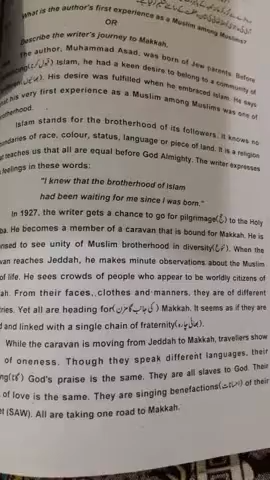 What is the author's first experience as a Muslim among Muslims?
OR
Describe the writer's journey to Makkah.
The author, Muhammad Asad, was born of Jew parents. Before
Islam, he had a keen desire to belong to a community of
His desire was fulfilled when he embraced Islam. He says
his very first experience as a Muslim among Muslims was one of
Islam stands for the brotherhood of its followers. It knows no
of race, colour, status, language or piece of land. It is a religion
teaches us that all are equal before God Almighty. The writer expresses
feelings in these words:
"I knew that the brotherhood of Islam
had been waiting for me since I was born."
In 1927, the writer gets a chance to go for pilgrimage(حج) to the Holy
He becomes a member of a caravan that is bound for Makkah. He is
to see unity of Muslim brotherhood in diversity(تنوع). When the
reaches Jeddah, he makes minute observations about the Muslim
of life. He sees crowds of people who appear to be worldly citizens of
From their faces, clothes and manners, they are of different
Yet all are heading for(کی جانب گامزن) Makkah. It seems as if they are
and linked with a single chain of fraternity(بھائی چارہ).
While the caravan is moving from Jeddah to Makkah, travellers show
of oneness. Though they speak different languages, their
God's praise is the same. They are all slaves to God. Their
of love is the same. They are singing benefactions(احسانات) of their
(SAW). All are taking one road to Makkah.